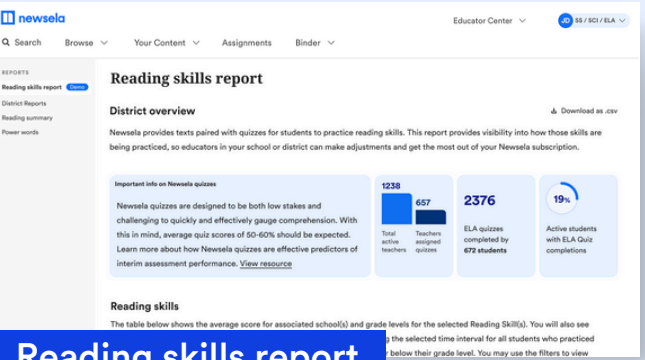 newsela
Educator Center
JD SS / SCI / ELA
Search Browse Your Content Assignments Binder
REPORTS
Reading skills report Demo
District Reports
Reading summary
Power words
Reading skills report
District overview
Download as .csv
Newsela provides texts paired with quizzes for students to practice reading skills. This report provides visibility into how those skills are
being practiced, so educators in your school or district can make adjustments and get the most out of your Newsela subscription.
Important info on Newsela quizzes
Newsela quizzes are designed to be both low stakes and
challenging to quickly and effectively gauge comprehension. With
this in mind, average quiz scores of 50-60% should be expected.
Learn more about how Newsela quizzes are effective predictors of
interim assessment performance. View resource
1238
657
Total
active
teachers
Teachers
assigned
quizzes
2376
ELA quizzes
completed by
672 students
19%
Active students
with ELA Quiz
completions
Reading skills
The table below shows the average score for associated school(s) and grade levels for the selected Reading Skill(s). You will also see
the selected time interval for all students who practiced
below their grade level. You may use the filters to view
Reading skills report